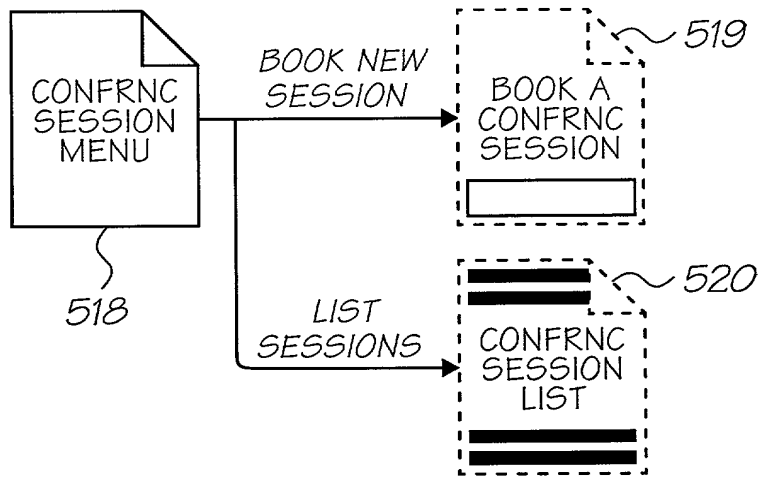 CONFRNC
SESSION
MENU
518
BOOK NEW
SESSION
BOOK A
CONFRNC
SESSION
519
LIST
SESSIONS
CONFRNC
SESSION
LIST
520